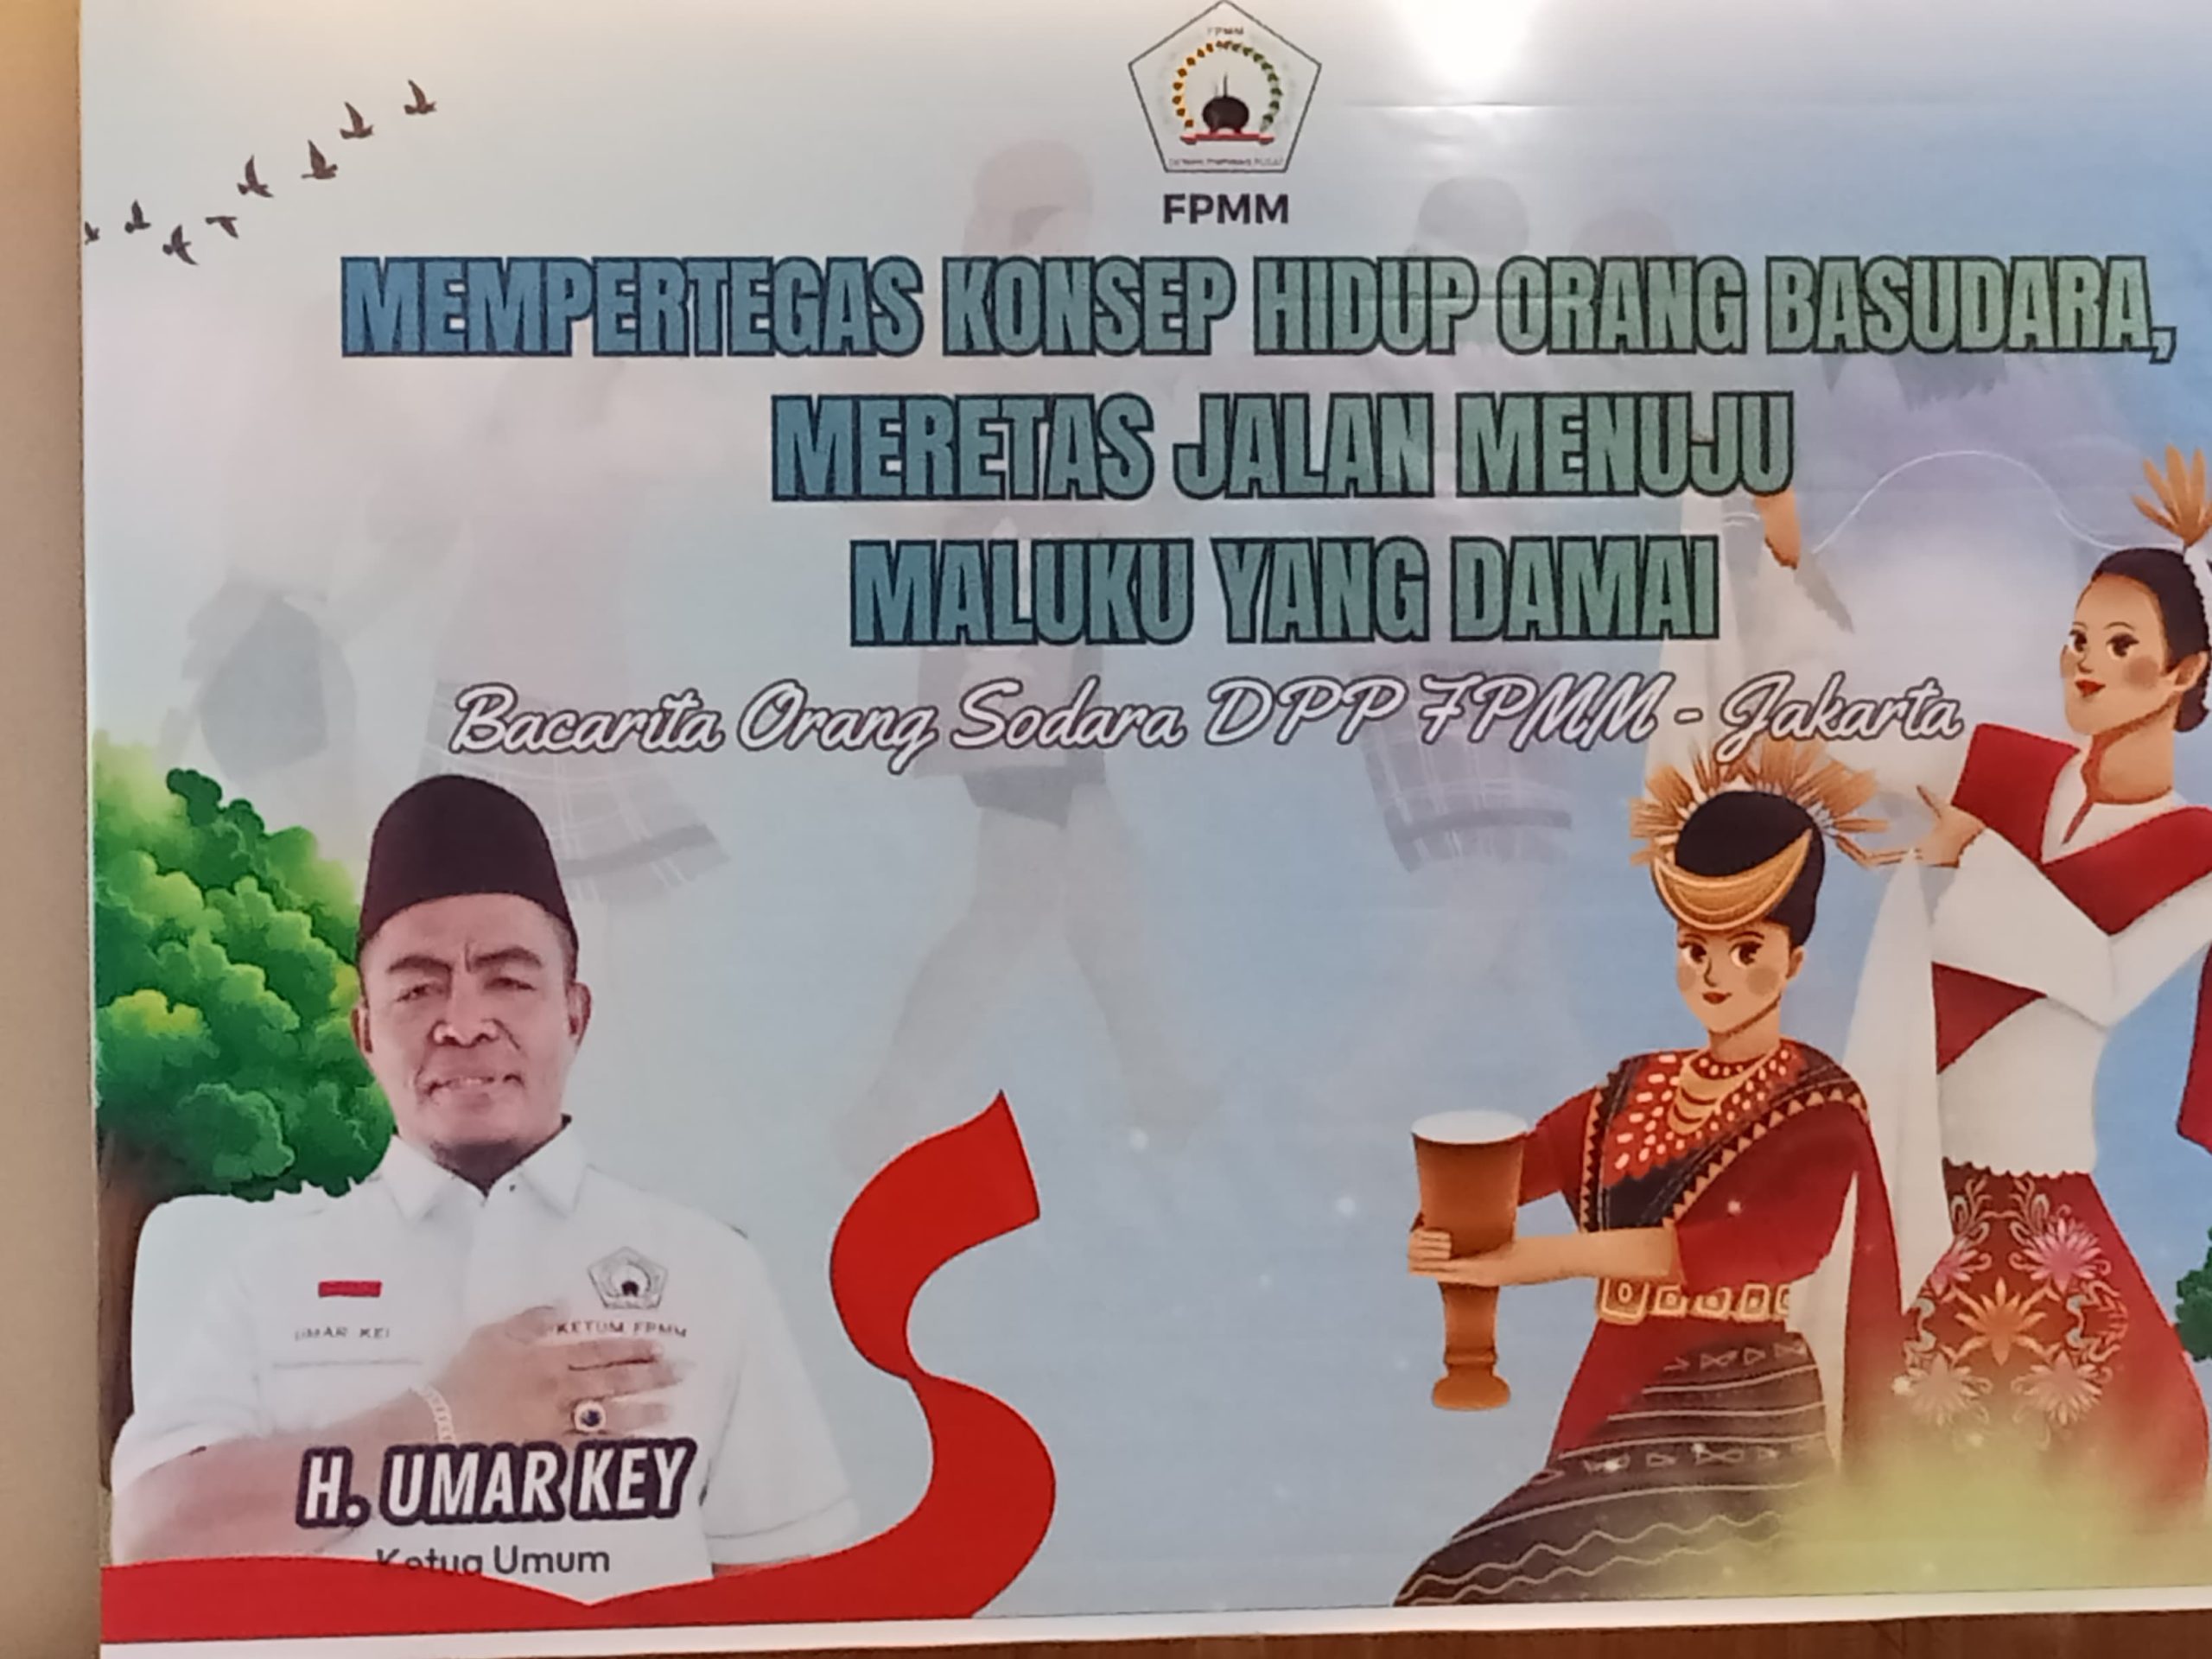 FPMM
FPMM
MEMPERTEGAS KONSEP HIDUP ORANG BASUDARA,
MERETAS JALAN MENUJU
MALUKU YANG DAMAI
Bacarita Orang Sodara DPP FPMM - Jakarta
UMAR KEI
KETUM FPMM
H. UMAR KEY
Ketua Umum